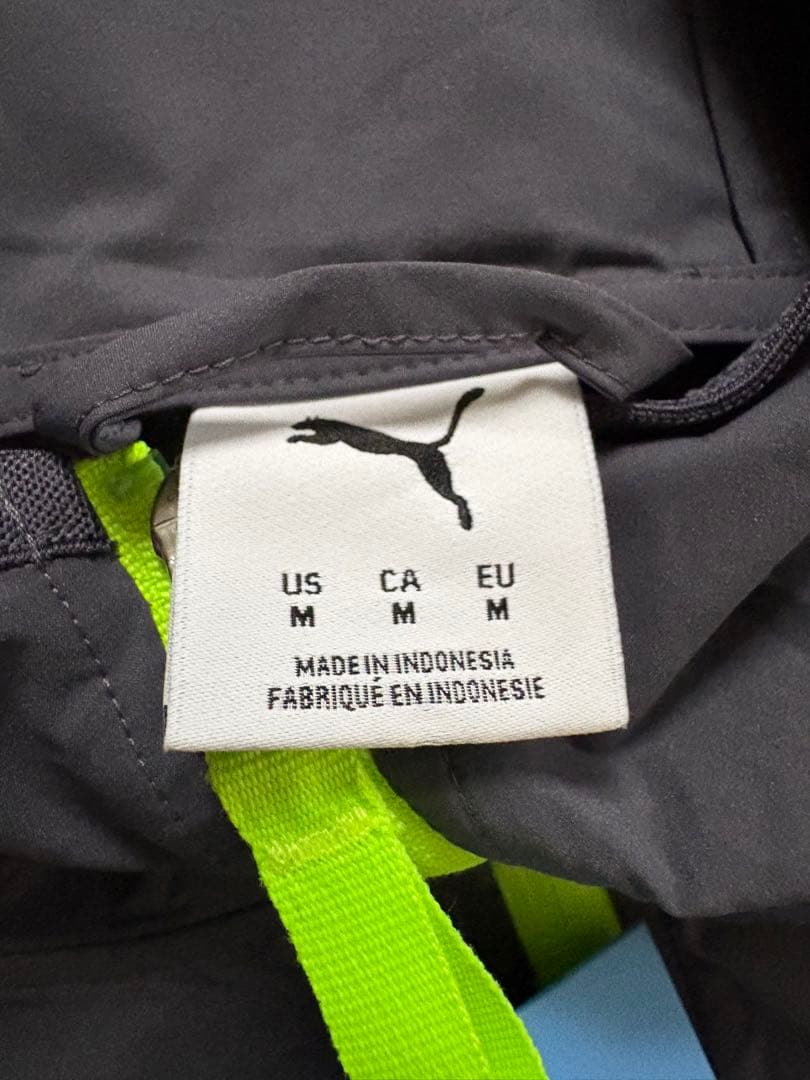 US CA EU
M M M
MADE IN INDONESIA
FABRIQUÉ EN INDONESIE